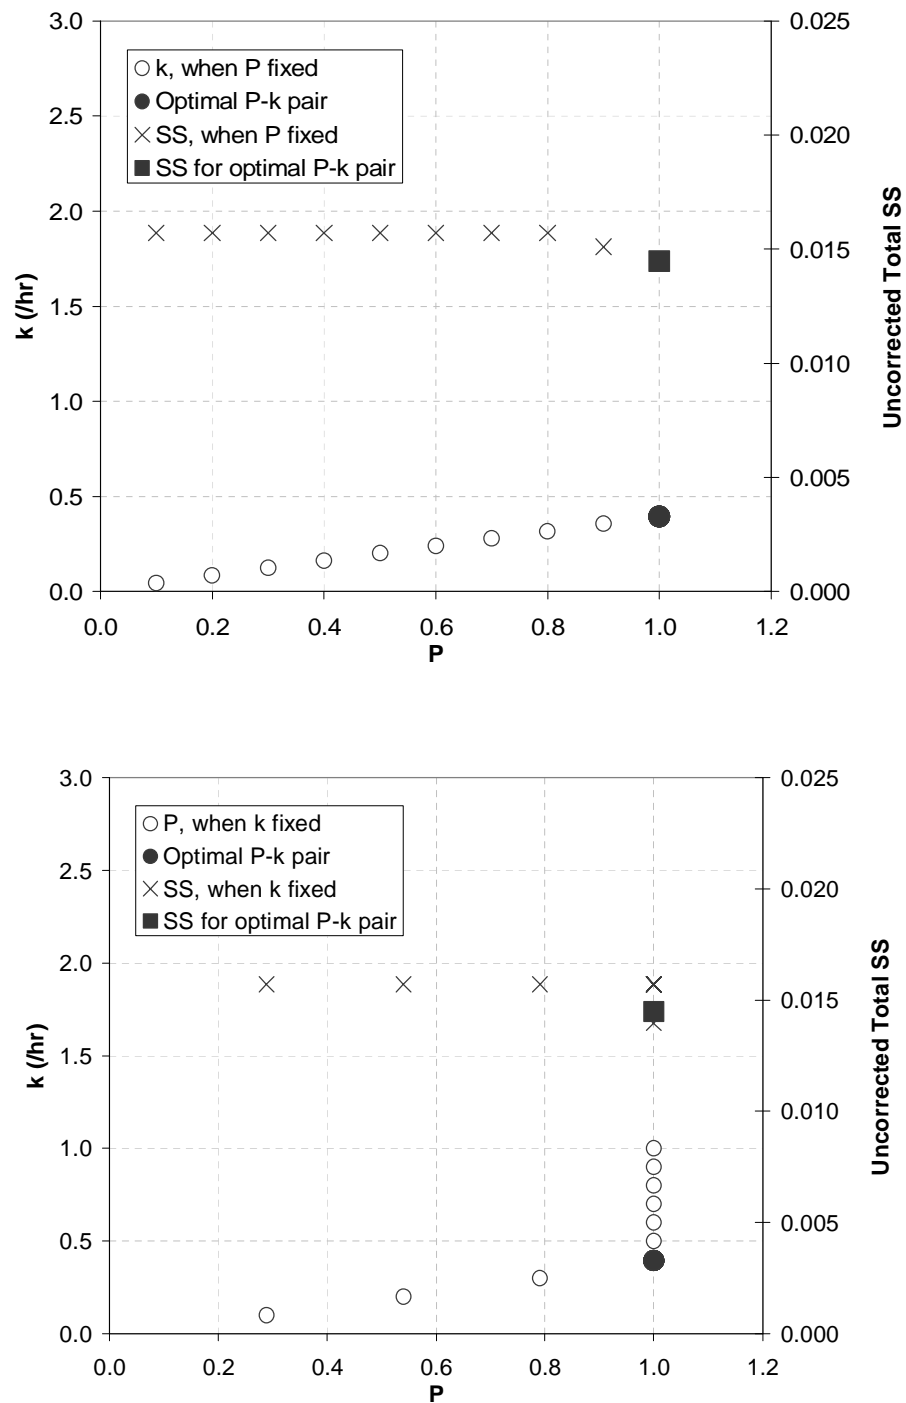 3.0
2.5
2.0
1.5
1.0
0.5
0.0
k (/hr)
k, when P fixed
Optimal P-k pair
SS, when P fixed
SS for optimal P-k pair
0.025
0.020
0.015
0.010
0.005
0.000
Uncorrected Total SS
0.0 0.2 0.4 0.6 0.8 1.0 1.2
P
3.0
2.5
2.0
1.5
1.0
0.5
0.0
k (/hr)
P, when k fixed
Optimal P-k pair
SS, when k fixed
SS for optimal P-k pair
0.025
0.020
0.015
0.010
0.005
0.000
Uncorrected Total SS
0.0 0.2 0.4 0.6 0.8 1.0 1.2
P